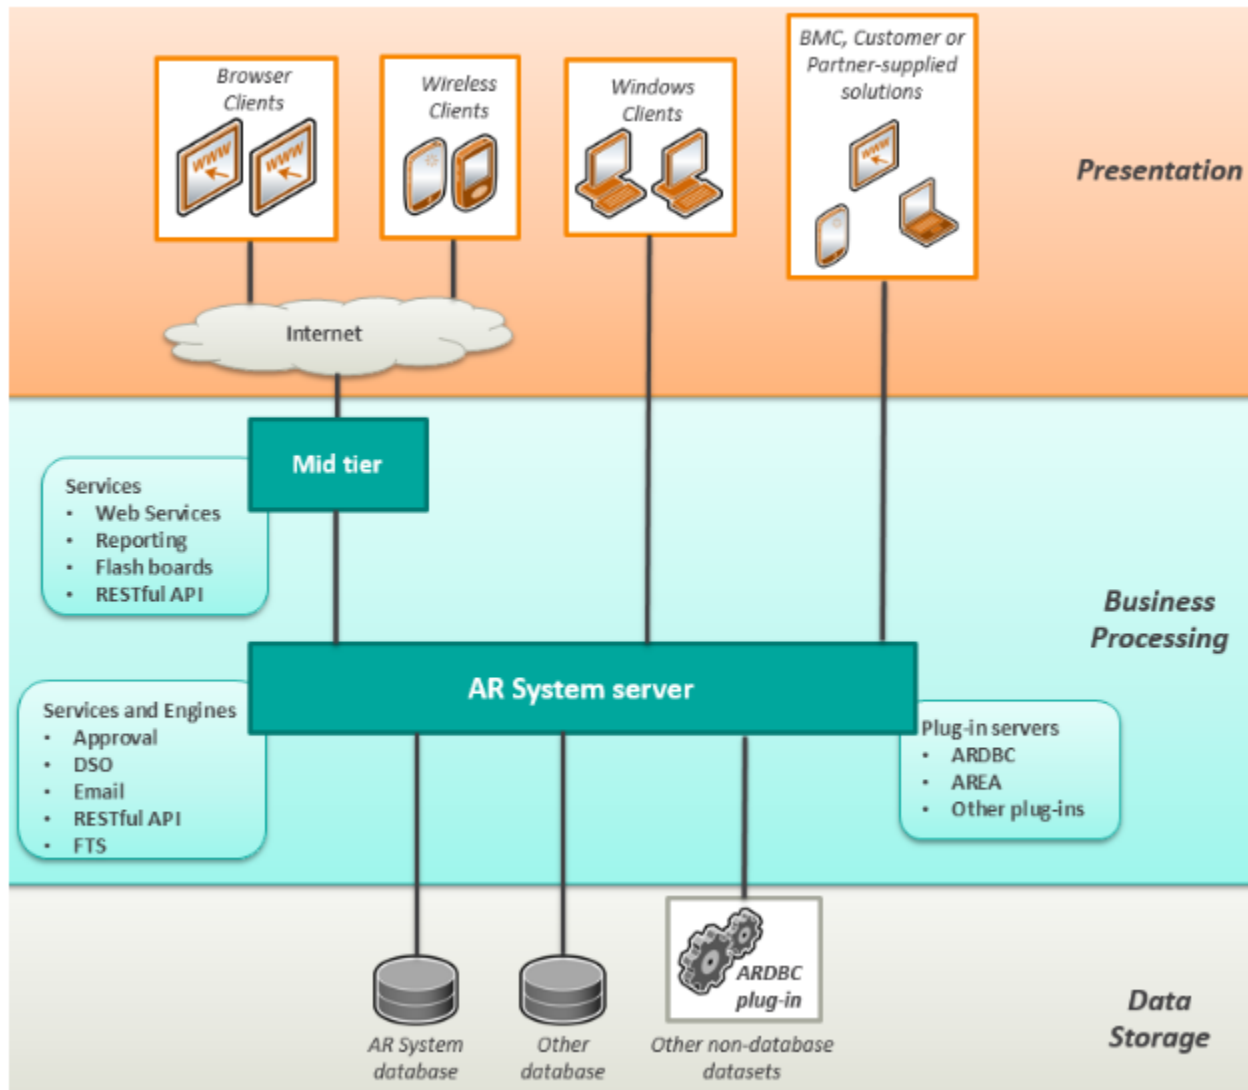 Browser
Clients
Wireless
Clients
Windows
Clients
BMC, Customer or
Partner-supplied
solutions
www
www
www
Presentation
Internet
Mid tier
Services
• Web Services
• Reporting
• Flash boards
• RESTful API
Business
Processing
AR System server
Services and Engines
• Approval
• DSO
• Email
• RESTful API
• FTS
Plug-in servers
• ARDBC
• AREA
• Other plug-ins
ARDBC
plug-in
AR System
database
Other
database
Other non-database
datasets
Data
Storage